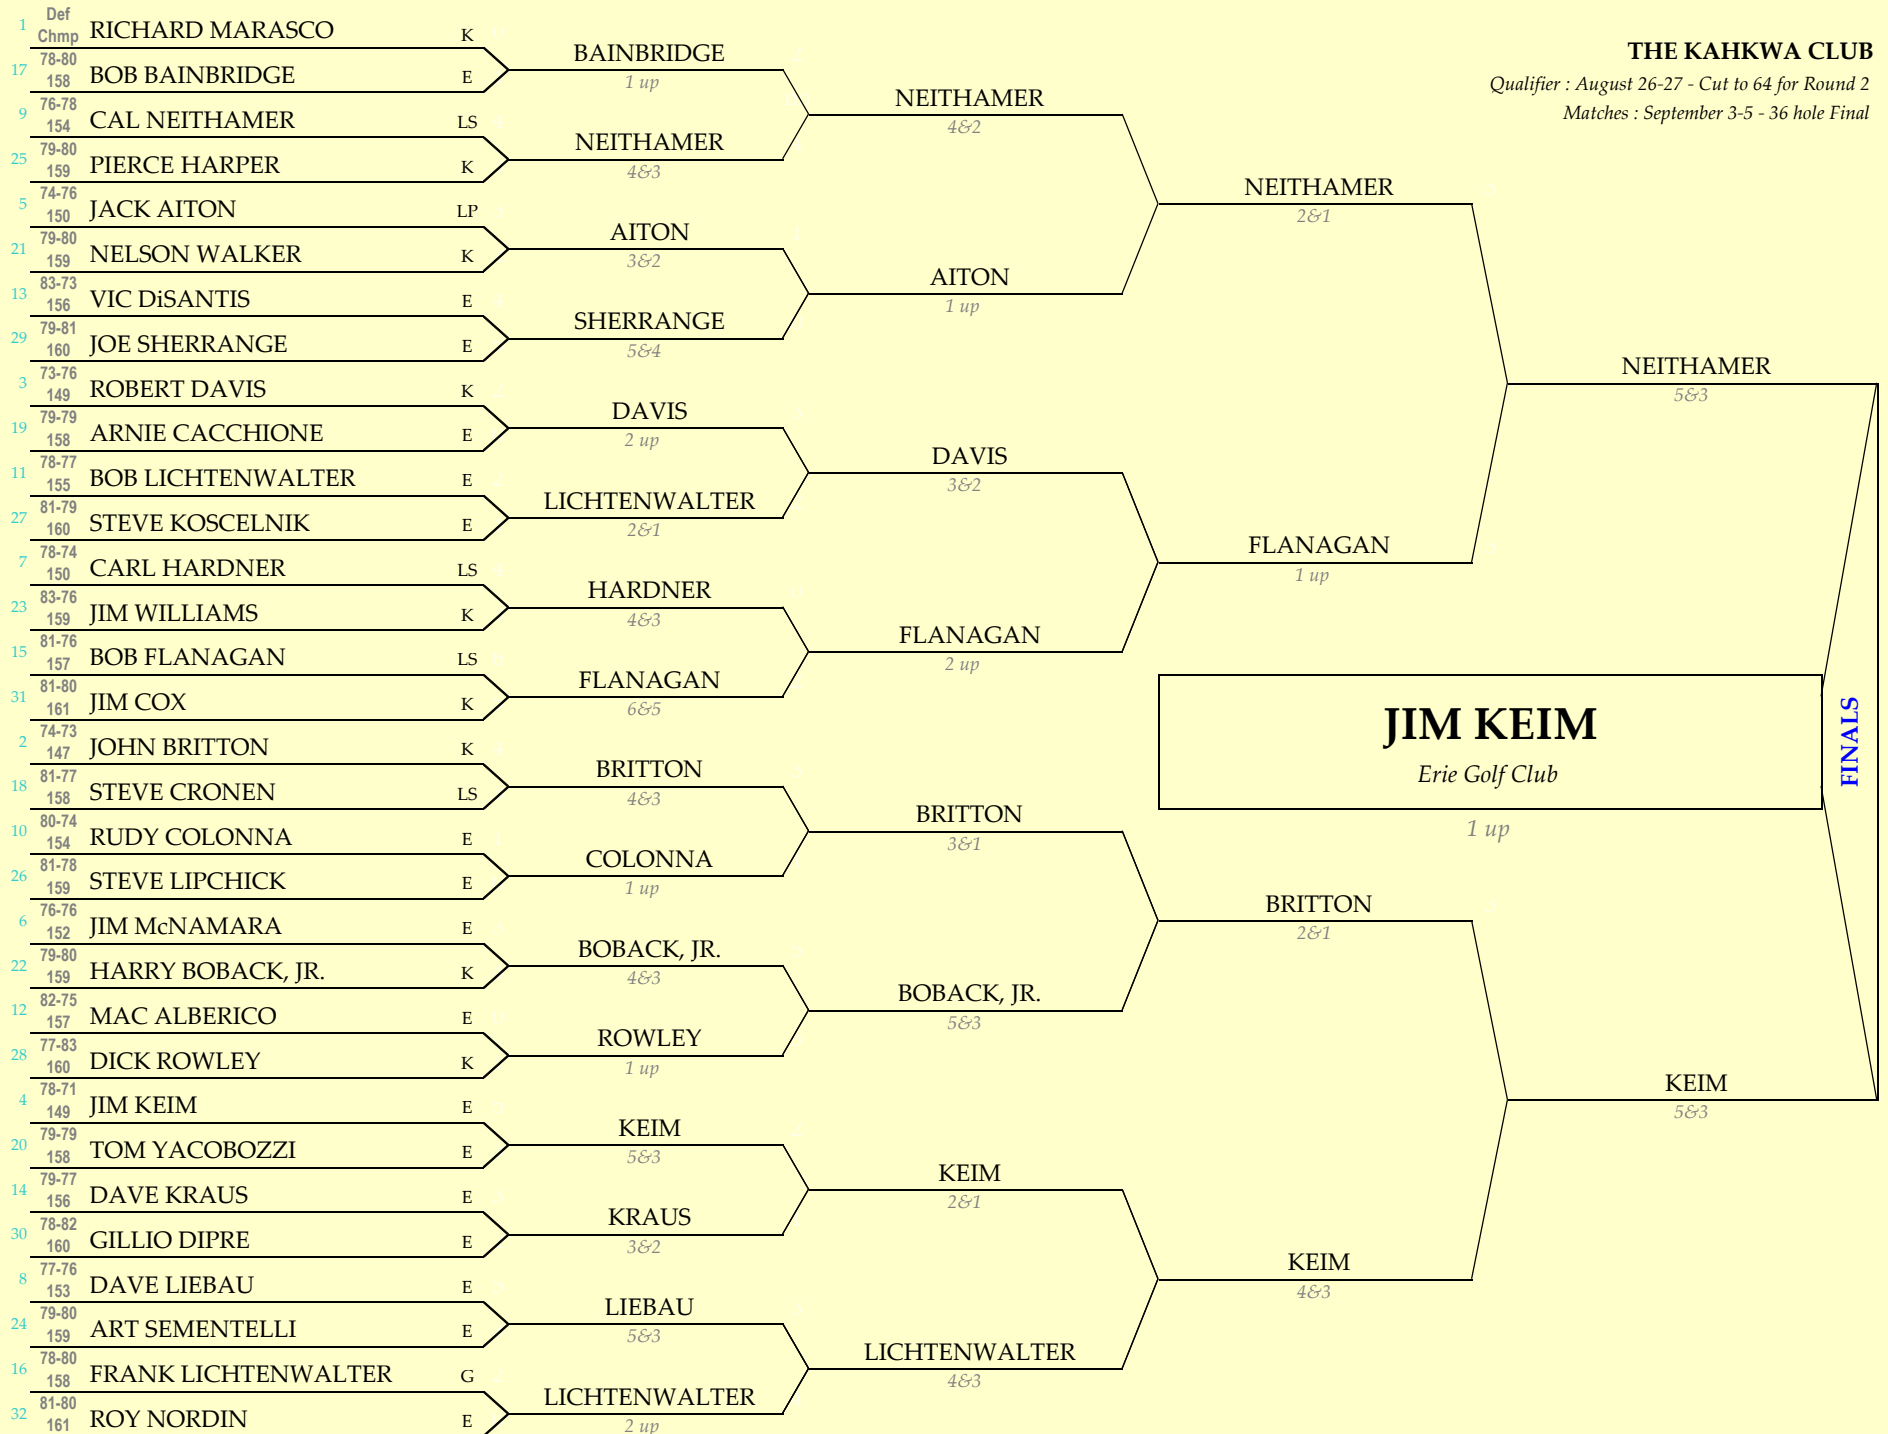 THE KAHKWA CLUB
Qualifier : August 26-27 - Cut to 64 for Round 2
Matches : September 3-5 - 36 hole Final
1 Def Chmp RICHARD MARASCO K
17 78-80 158 BOB BAINBRIDGE E
9 76-78 154 CAL NEITHAMER LS
25 79-80 159 PIERCE HARPER K
5 74-76 150 JACK AITON LP
21 79-80 159 NELSON WALKER K
13 83-73 156 VIC DiSANTIS E
29 79-81 160 JOE SHERRANGE E
3 73-76 149 ROBERT DAVIS K
19 79-79 158 ARNIE CACCHIONE E
11 78-77 155 BOB LICHTENWALTER E
27 81-79 160 STEVE KOSCELNIK E
7 78-74 150 CARL HARDNER LS
23 83-76 159 JIM WILLIAMS K
15 81-76 157 BOB FLANAGAN LS
31 81-80 161 JIM COX K
2 74-73 147 JOHN BRITTON K
18 81-77 158 STEVE CRONEN LS
10 80-74 154 RUDY COLONNA E
26 81-78 159 STEVE LIPCHICK E
6 76-76 152 JIM McNAMARA E
22 79-80 159 HARRY BOBACK, JR. K
12 82-75 157 MAC ALBERICO E
28 77-83 160 DICK ROWLEY K
4 78-71 149 JIM KEIM E
20 79-79 158 TOM YACOBOZZI E
14 79-77 156 DAVE KRAUS E
30 78-82 160 GILLIO DIPRE E
8 77-76 153 DAVE LIEBAU E
24 79-80 159 ART SEMENTELLI E
16 78-80 158 FRANK LICHTENWALTER G
32 81-80 161 ROY NORDIN E
BAINBRIDGE
1 up
NEITHAMER
4&3
AITON
3&2
SHERRANGE
5&4
DAVIS
2 up
LICHTENWALTER
2&1
HARDNER
4&3
FLANAGAN
6&5
BRITTON
4&3
COLONNA
1 up
BOBACK, JR.
4&3
ROWLEY
1 up
KEIM
5&3
KRAUS
3&2
LIEBAU
5&3
LICHTENWALTER
2 up
NEITHAMER
4&2
AITON
1 up
DAVIS
3&2
FLANAGAN
2 up
BRITTON
3&1
BOBACK, JR.
5&3
KEIM
2&1
LICHTENWALTER
4&3
NEITHAMER
2&1
FLANAGAN
1 up
BRITTON
2&1
KEIM
4&3
NEITHAMER
5&3
KEIM
5&3
FINALS
JIM KEIM
Erie Golf Club
1 up